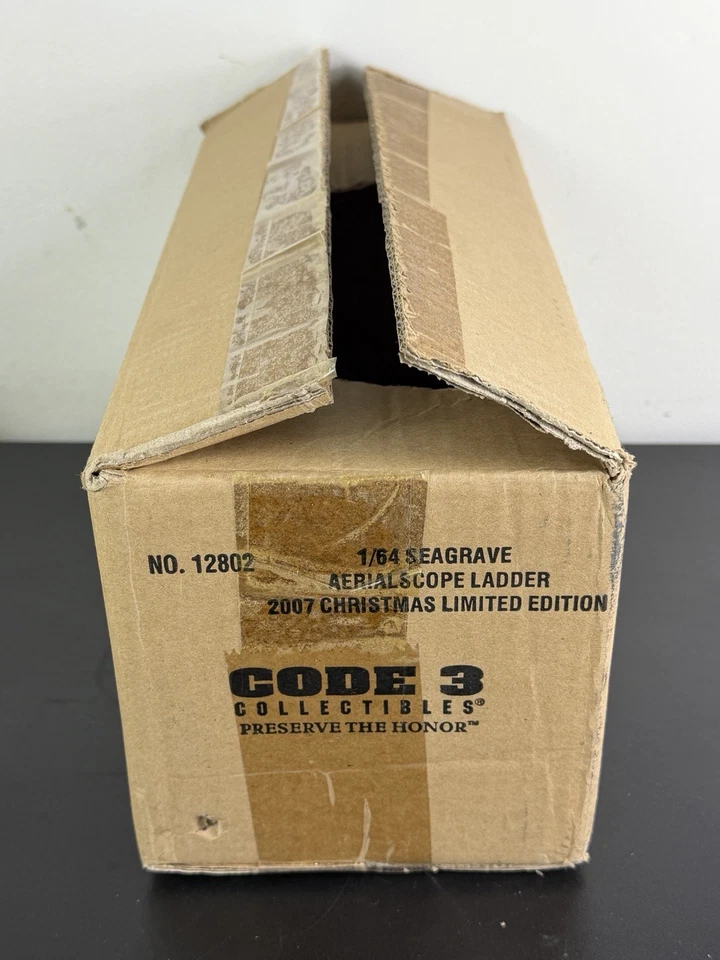 NO. 12802
1/64 SEAGRAVE
AERIALSCOPE LADDER
2007 CHRISTMAS LIMITED EDITION
CODE 3
COLLECTIBLES®
PRESERVE THE HONOR™